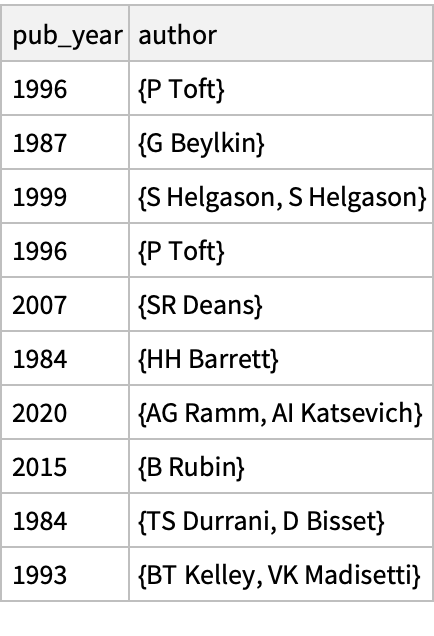 pub_year author
1996 {P Toft}
1987 {G Beylkin}
1999 {S Helgason, S Helgason}
1996 {P Toft}
2007 {SR Deans}
1984 {HH Barrett}
2020 {AG Ramm, AI Katsevich}
2015 {B Rubin}
1984 {TS Durrani, D Bisset}
1993 {BT Kelley, VK Madisetti}